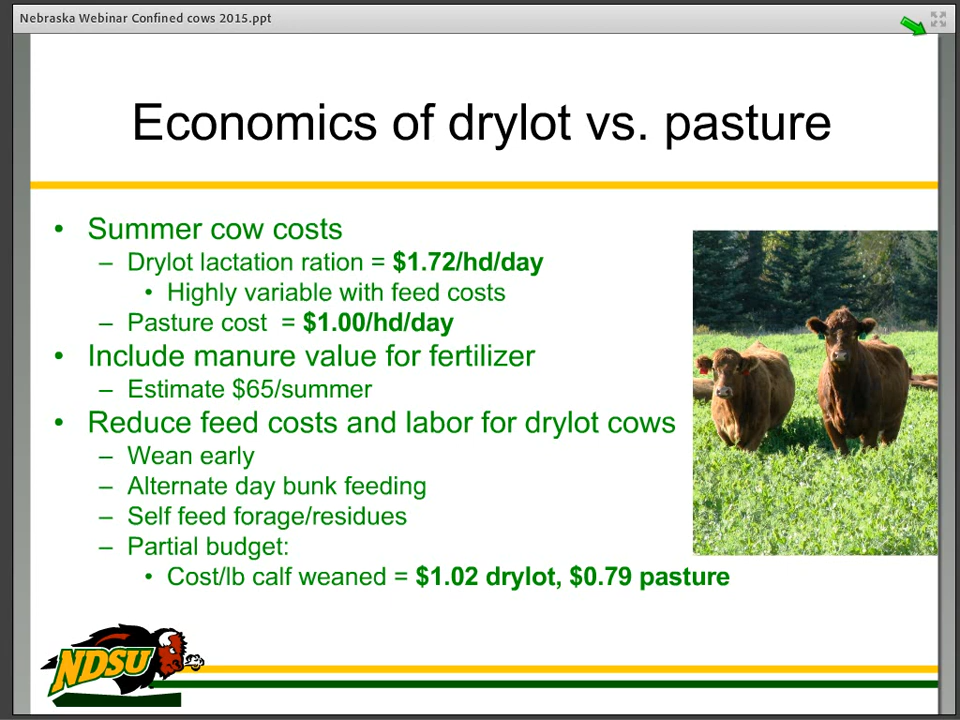 Nebraska Webinar Confined cows 2015.ppt
Economics of drylot vs. pasture
• Summer cow costs
– Drylot lactation ration = $1.72/hd/day
• Highly variable with feed costs
– Pasture cost = $1.00/hd/day
• Include manure value for fertilizer
– Estimate $65/summer
• Reduce feed costs and labor for drylot cows
– Wean early
– Alternate day bunk feeding
– Self feed forage/residues
– Partial budget:
• Cost/lb calf weaned = $1.02 drylot, $0.79 pasture
NDSU